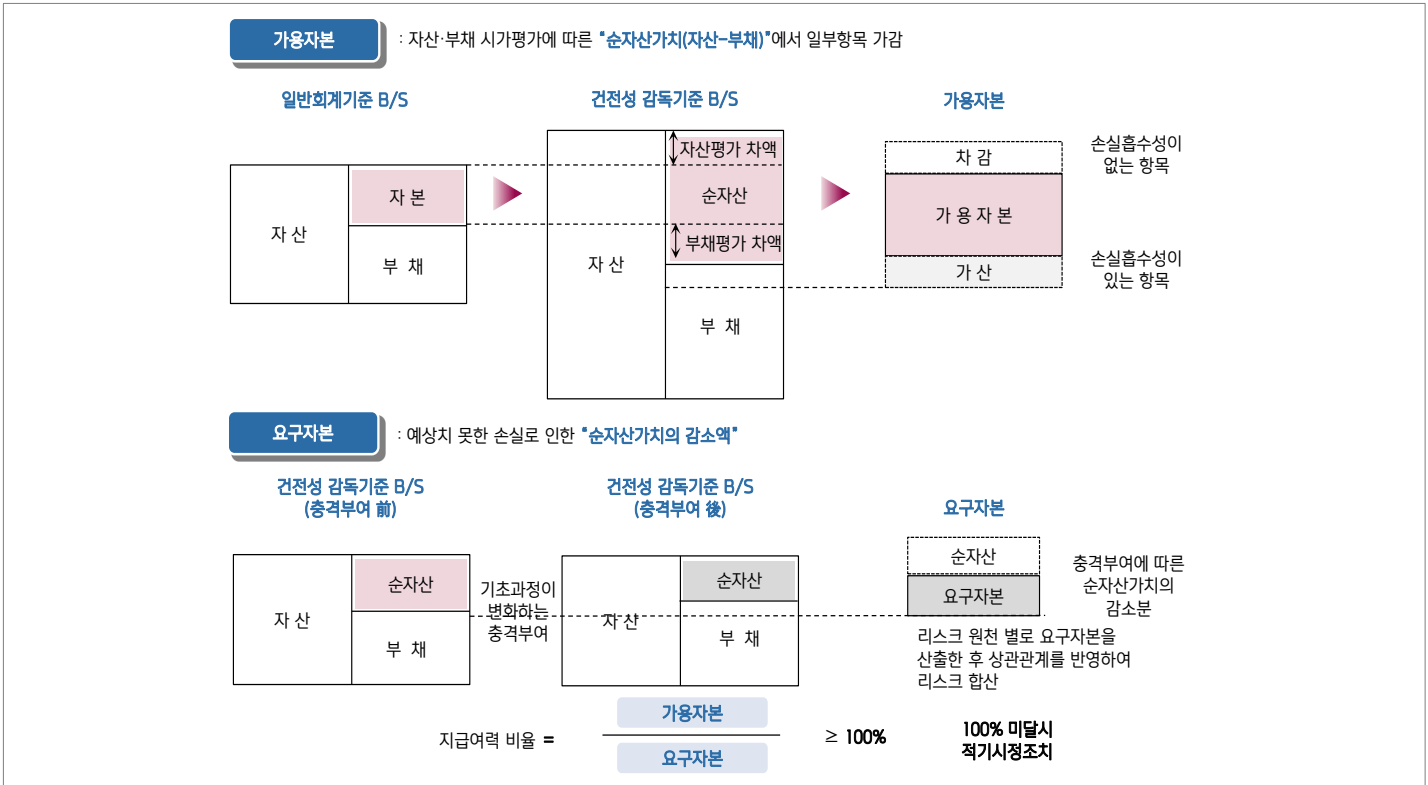 가용자본
: 자산·부채 시가평가에 따른 "순자산가치(자산-부채)"에서 일부항목 가감
일반회계기준 B/S
건전성 감독기준 B/S
가용자본
자 산
자 본
부 채
자 산
자산평가 차액
순자산
부채평가 차액
부 채
차 감
가 용 자 본
가 산
손실흡수성이
없는 항목
손실흡수성이
있는 항목
요구자본
: 예상치 못한 손실로 인한 "순자산가치의 감소액"
건전성 감독기준 B/S
(충격부여 前)
건전성 감독기준 B/S
(충격부여 後)
요구자본
자 산
순자산
부 채
기초과정이
변화하는
충격부여
자 산
순자산
부 채
순자산
요구자본
충격부여에 따른
순자산가치의
감소분
리스크 원천 별로 요구자본을
산출한 후 상관관계를 반영하여
리스크 합산
지급여력 비율 =
가용자본
요구자본
≥ 100%
100% 미달시
적기시정조치